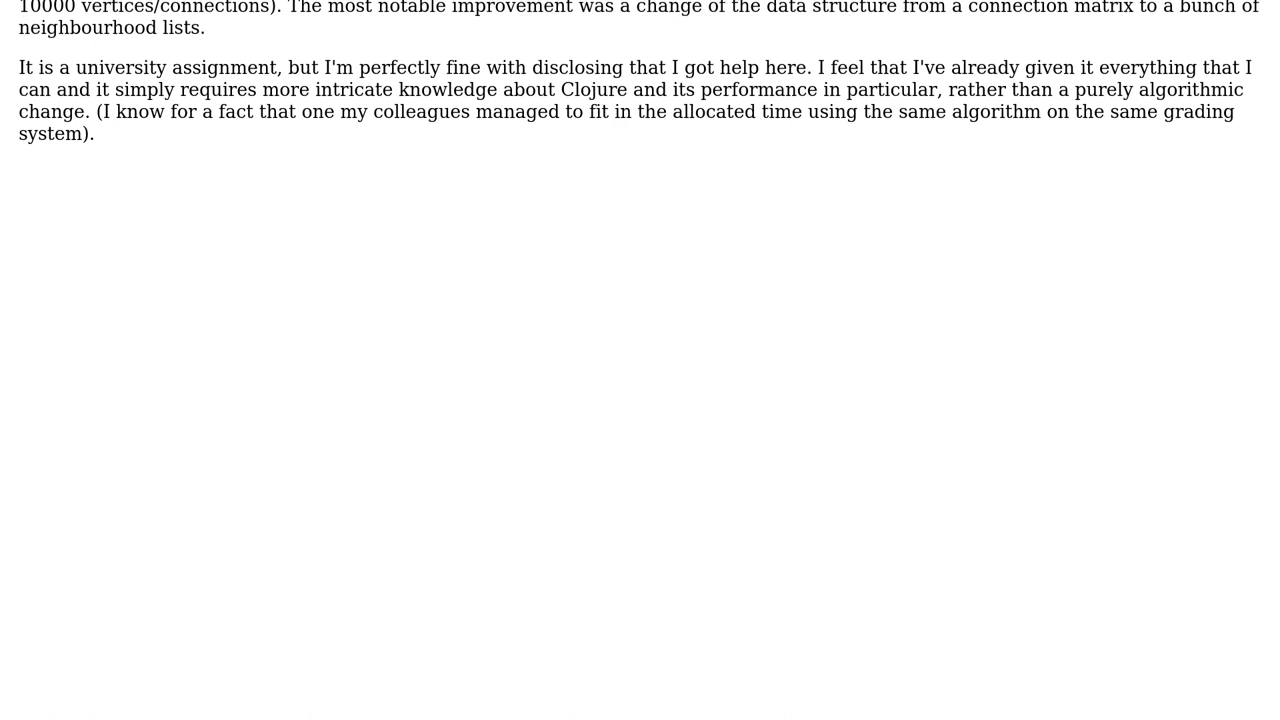 10000 vertices/connections). The most notable improvement was a change of the data structure from a connection matrix to a bunch of
neighbourhood lists.
It is a university assignment, but I'm perfectly fine with disclosing that I got help here. I feel that I've already given it everything that I
can and it simply requires more intricate knowledge about Clojure and its performance in particular, rather than a purely algorithmic
change. (I know for a fact that one my colleagues managed to fit in the allocated time using the same algorithm on the same grading
system).